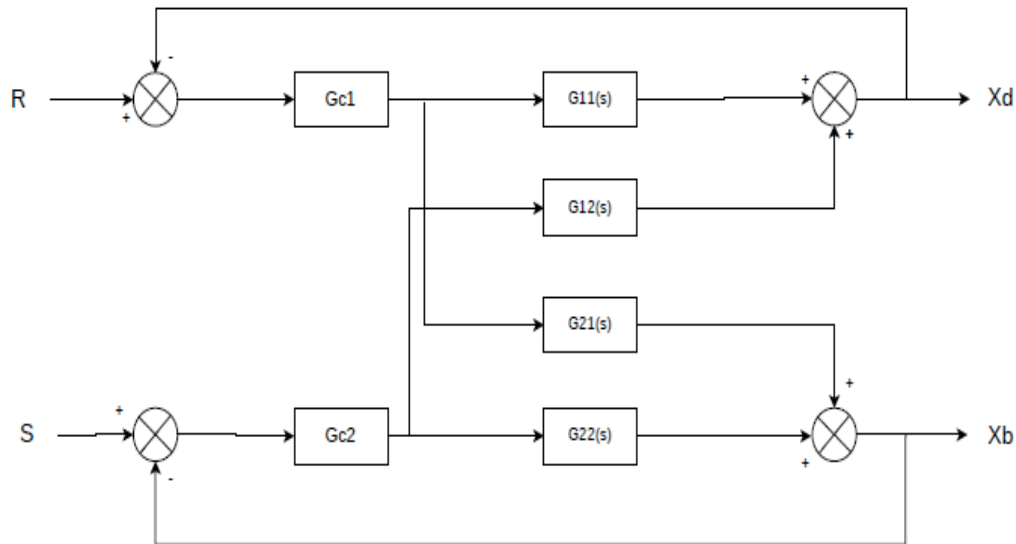 -
R
+
Gc1
G11(s)
+
+
Xd
G12(s)
G21(s)
S
+
-
Gc2
G22(s)
+
+
Xb